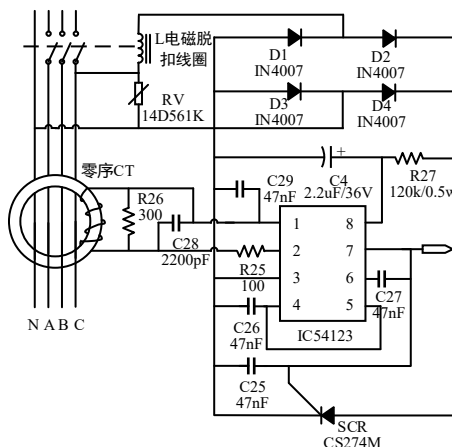 L电磁脱
扣线圈
D1
IN4007
D2
IN4007
RV
14D561K
D3
IN4007
D4
IN4007
零序CT
R26
300
C29
47nF
C4
+
2.2uF/36V
R27
120k/0.5w
C28
2200pF
R25
100
1
2
3
4
8
7
6
5
IC54123
C27
47nF
C26
47nF
C25
47nF
N A B C
SCR
CS274M